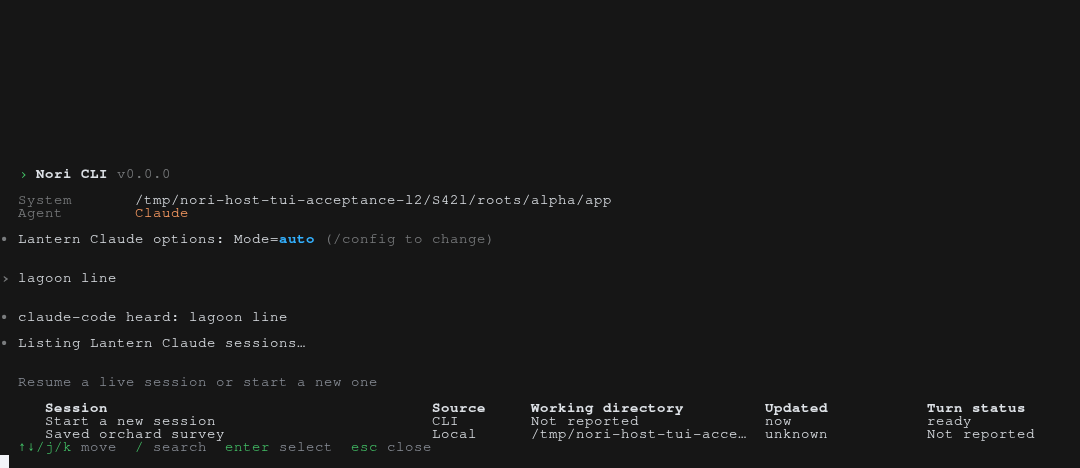 › Nori CLI v0.0.0
System /tmp/nori-host-tui-acceptance-l2/S42l/roots/alpha/app
Agent Claude
• Lantern Claude options: Mode=auto (/config to change)
› lagoon line
• claude-code heard: lagoon line
• Listing Lantern Claude sessions…
Resume a live session or start a new one
Session Source Working directory Updated Turn status
Start a new session CLI Not reported now ready
Saved orchard survey Local /tmp/nori-host-tui-acce… unknown Not reported
↑↓/j/k move / search enter select esc close